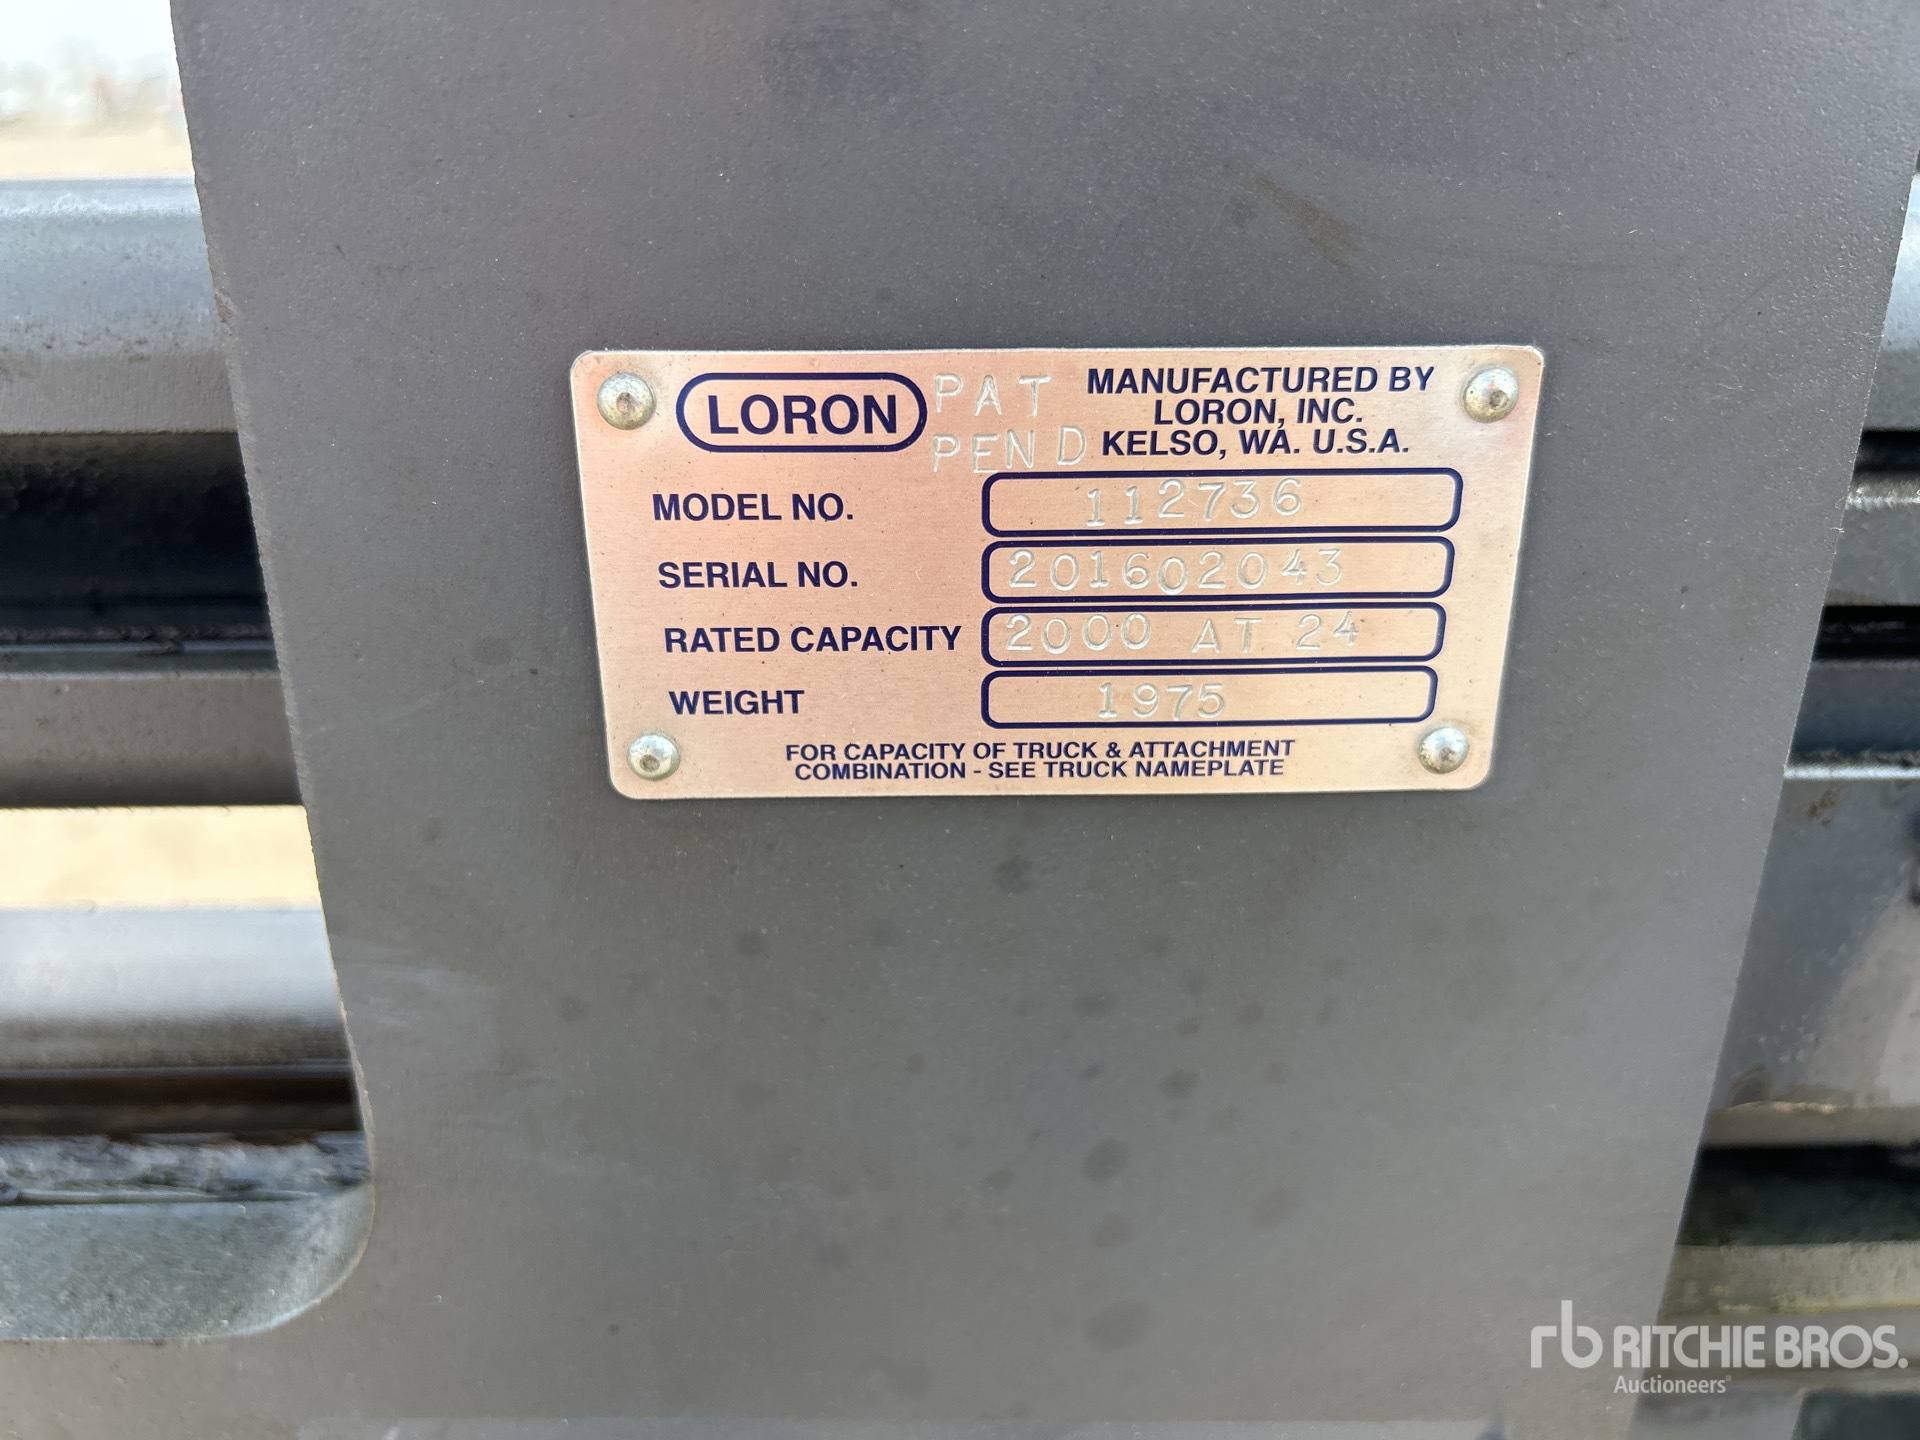 LORON PAT PEND
MANUFACTURED BY
LORON, INC.
KELSO, WA. U.S.A.
MODEL NO. 112736
SERIAL NO. 201602043
RATED CAPACITY 2000 AT 24
WEIGHT 1975
FOR CAPACITY OF TRUCK & ATTACHMENT
COMBINATION - SEE TRUCK NAMEPLATE
rb RITCHIE BROS.
Auctioneers